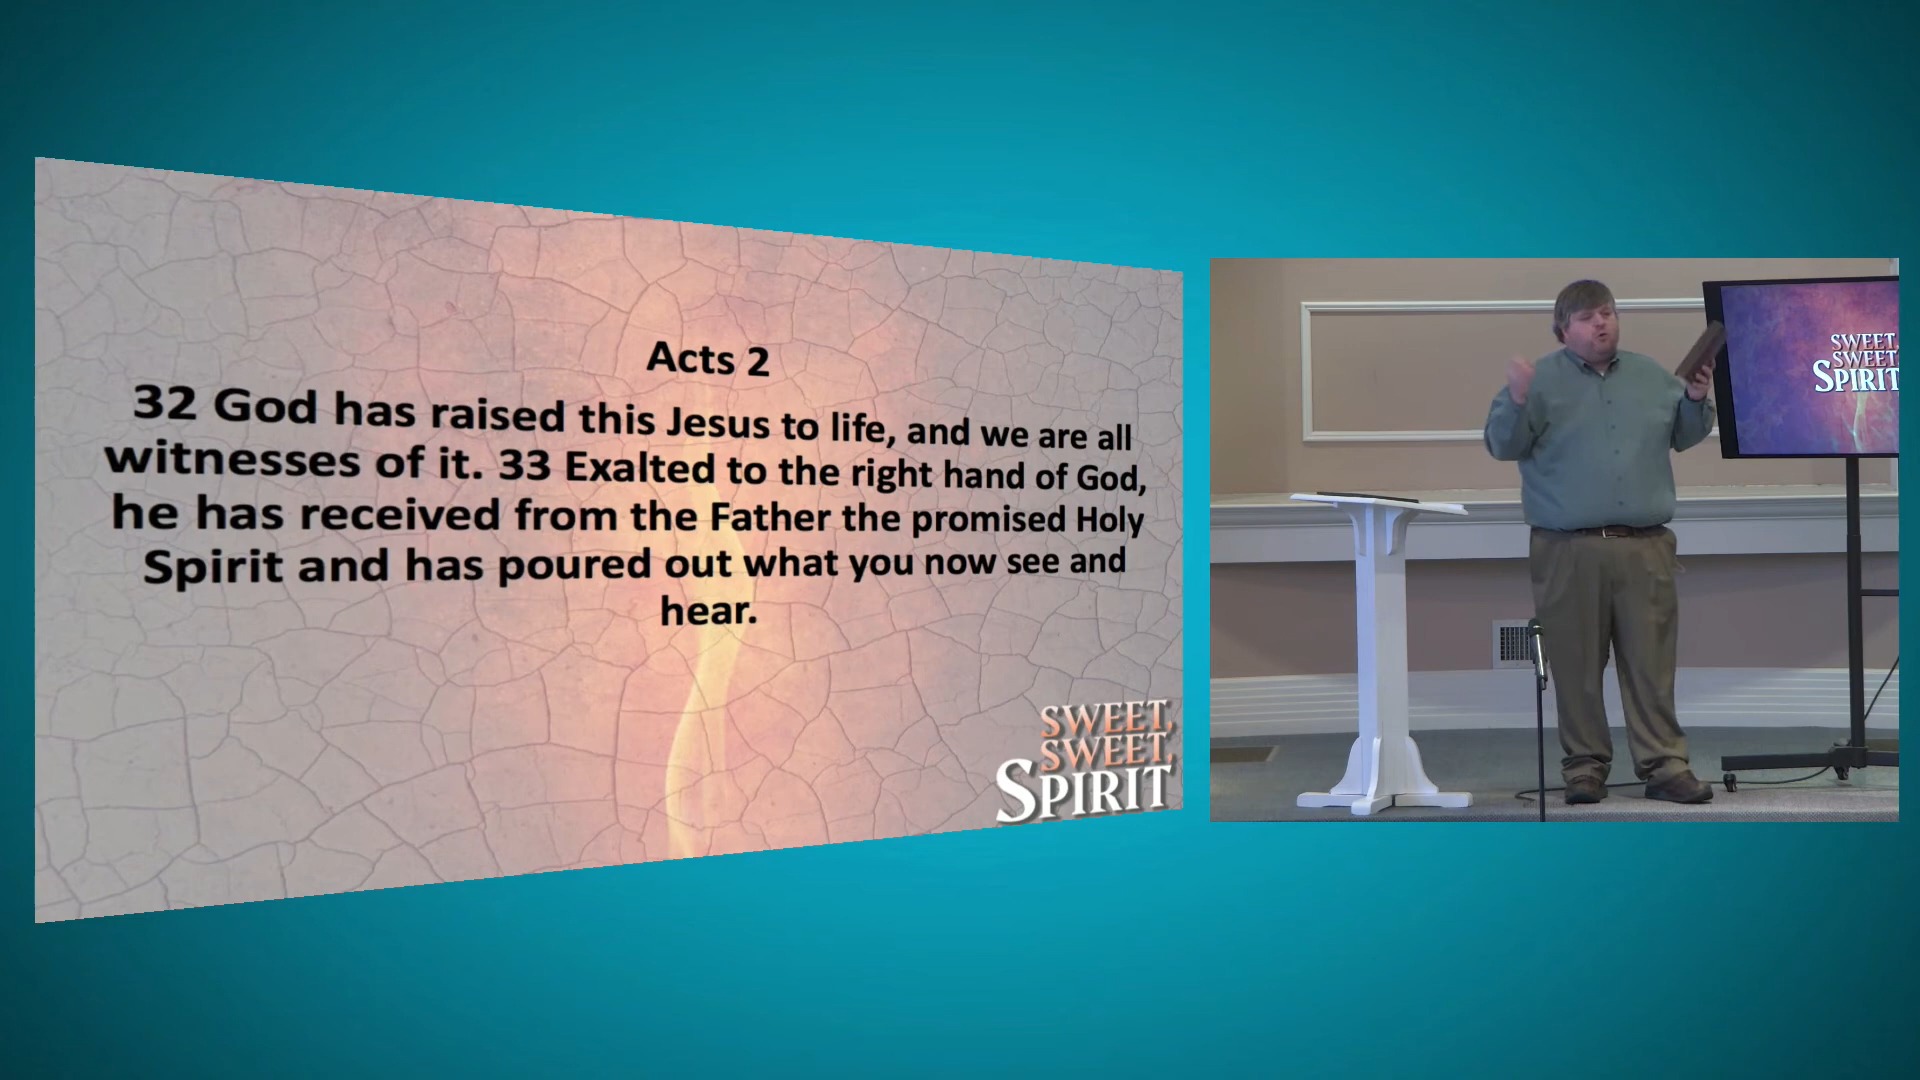 Acts 2
32 God has raised this Jesus to life, and we are all
witnesses of it. 33 Exalted to the right hand of God,
he has received from the Father the promised Holy
Spirit and has poured out what you now see and
hear.
SWEET,
SWEET,
SPIRIT
SWEET,
SWEET
SPIRIT